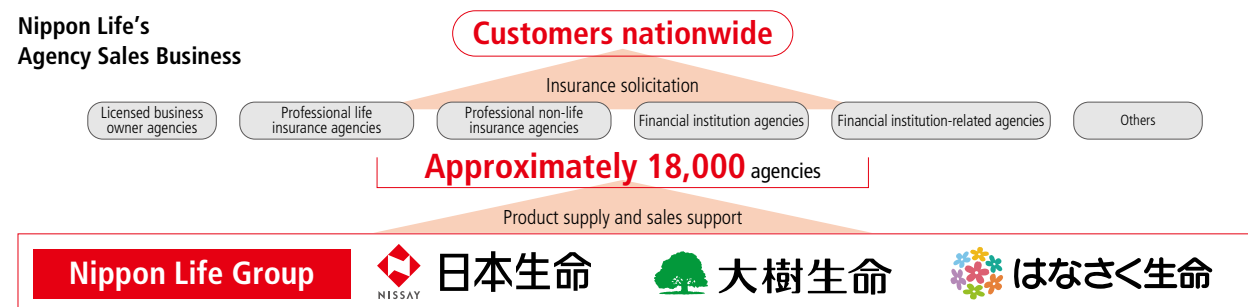 Nippon Life's
Agency Sales Business
Customers nationwide
Insurance solicitation
Licensed business
owner agencies
Professional life
insurance agencies
Professional non-life
insurance agencies
Financial institution agencies
Financial institution-related agencies
Others
Approximately 18,000 agencies
Product supply and sales support
Nippon Life Group
NISSAY
日本生命
大樹生命
はなさく生命